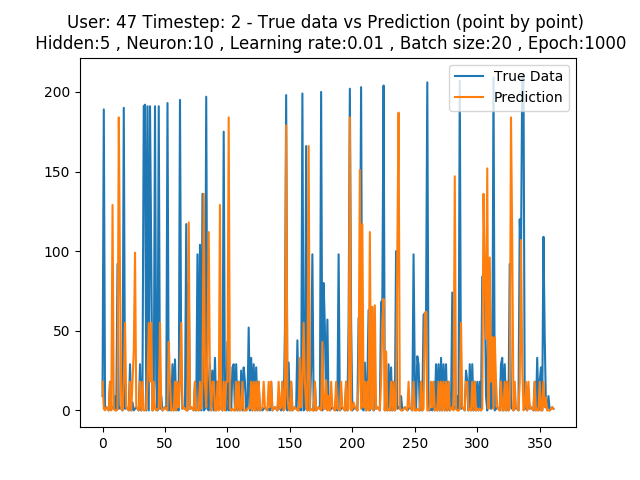 User: 47 Timestep: 2 - True data vs Prediction (point by point)
Hidden:5 , Neuron:10 , Learning rate:0.01 , Batch size:20 , Epoch:1000
True Data
Prediction
200
150
100
50
0
0 50 100 150 200 250 300 350